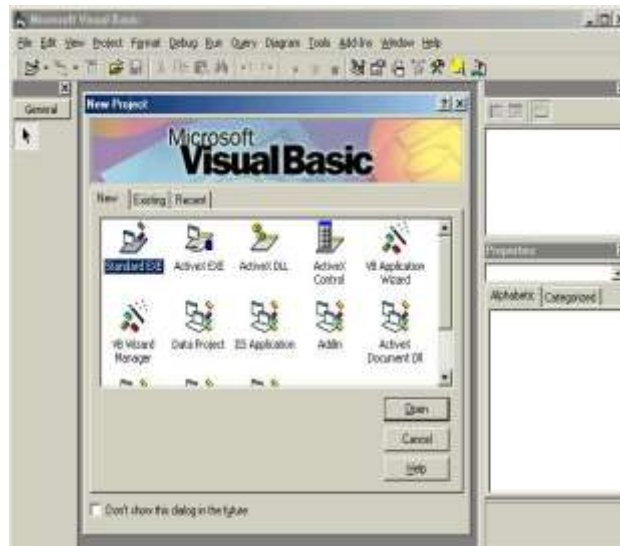 Microsoft Visual Basic
File Edit View Project Format Debug Run Query Diagram Tools Add-Ins Window Help
General
New Project
Microsoft
Visual Basic
New Existing Recent
Standard EXE ActiveX EXE ActiveX DLL ActiveX Control VB Application Wizard
VB Wizard Manager Data Project IIS Application Addin ActiveX Document Dll
Open
Cancel
Help
Don't show this dialog in the future
Properties
Alphabetic Categorized